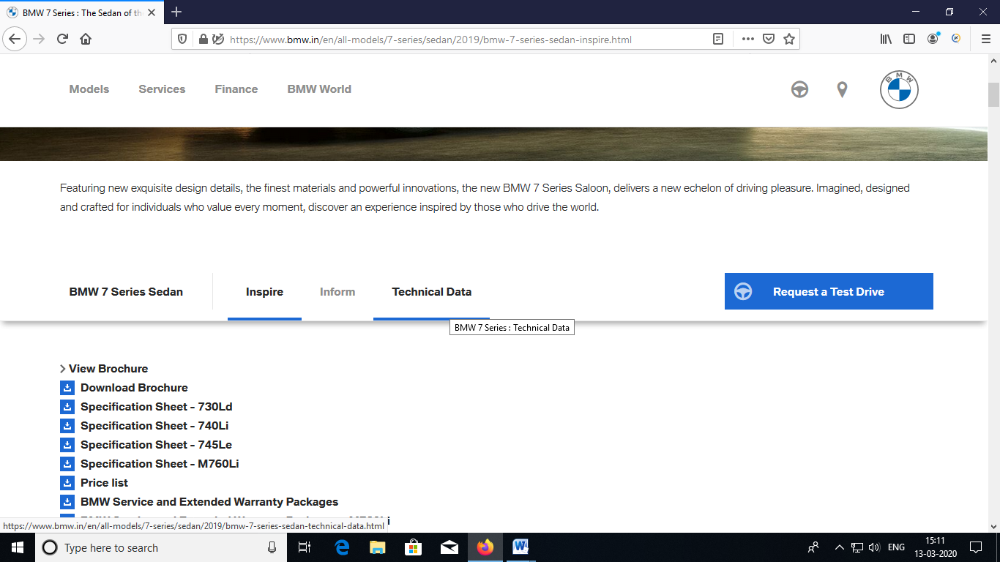 BMW 7 Series : The Sedan of th
https://www.bmw.in/en/all-models/7-series/sedan/2019/bmw-7-series-sedan-inspire.html
Models Services Finance BMW World
BMW
Featuring new exquisite design details, the finest materials and powerful innovations, the new BMW 7 Series Saloon, delivers a new echelon of driving pleasure. Imagined, designed
and crafted for individuals who value every moment, discover an experience inspired by those who drive the world.
BMW 7 Series Sedan Inspire Inform Technical Data Request a Test Drive
BMW 7 Series : Technical Data
View Brochure
Download Brochure
Specification Sheet - 730Ld
Specification Sheet - 740Li
Specification Sheet - 745Le
Specification Sheet - M760Li
Price list
BMW Service and Extended Warranty Packages
https://www.bmw.in/en/all-models/7-series/sedan/2019/bmw-7-series-sedan-technical-data.html
Type here to search
ENG
15:11
13-03-2020